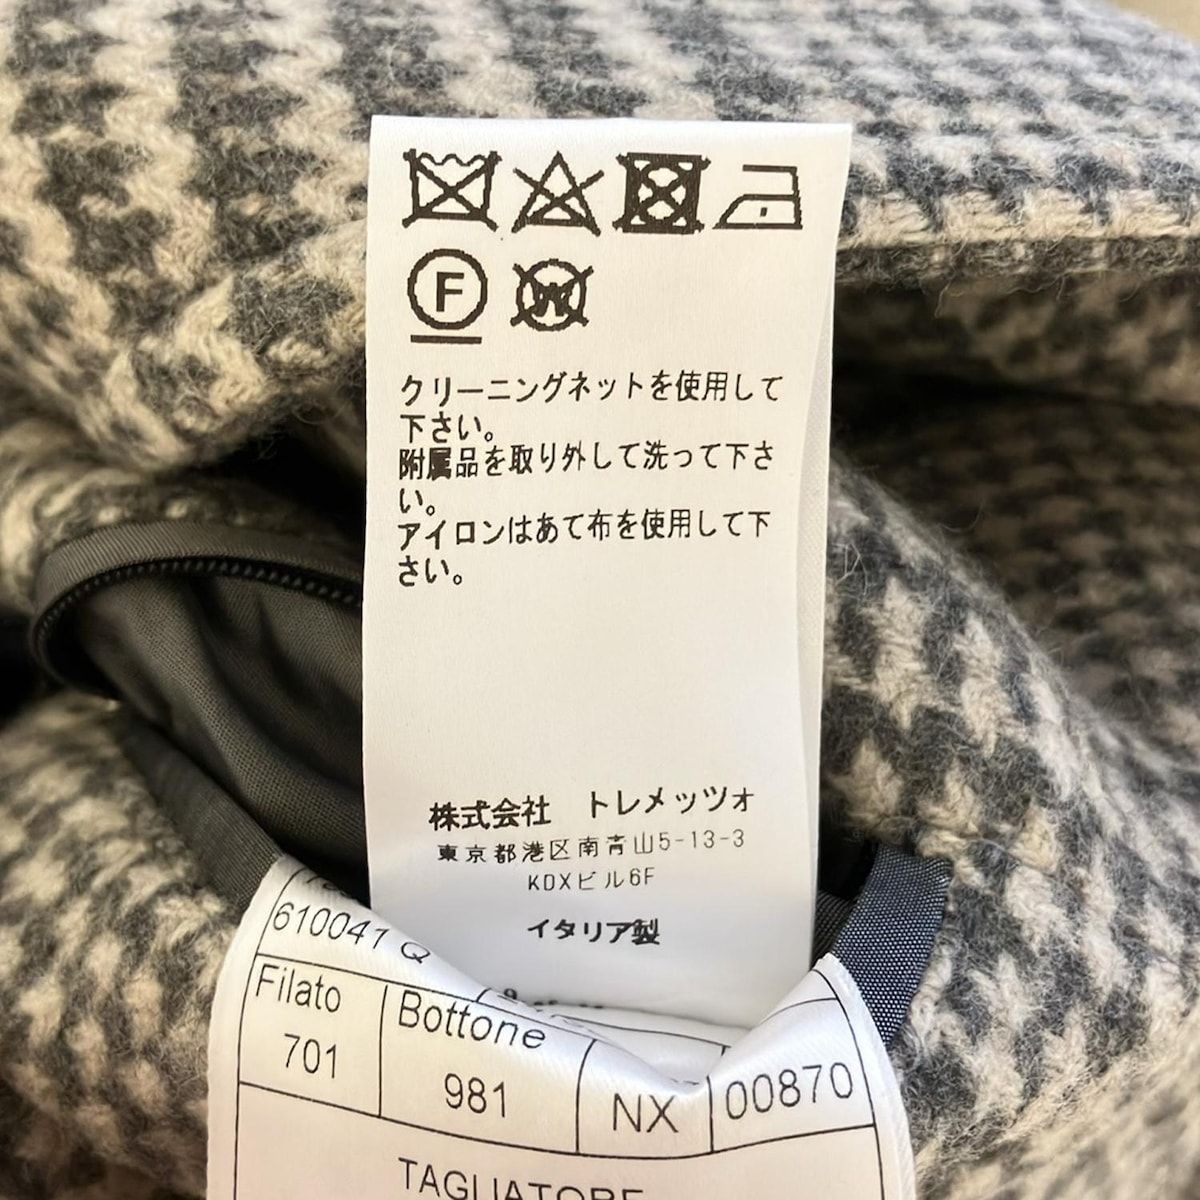 F
W
クリーニングネットを使用して
下さい。
附属品を取り外して洗って下さ
い。
アイロンはあて布を使用して下
さい。
株式会社 トレメッツォ
東京都港区南青山5-13-3
KDXビル6F
イタリア製
610041 Q
Filato
Bottone
701
981
NX
00870
TAGLIATORE